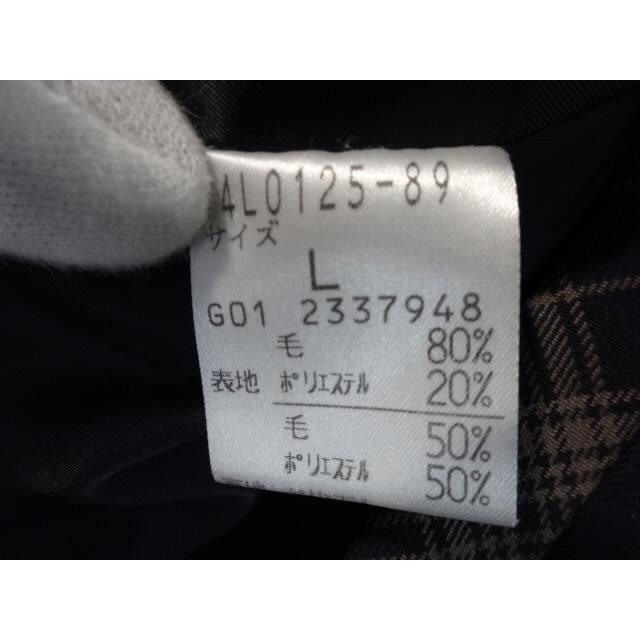 4L0125-89
サイズ
L
G01 2337948
毛 80%
表地 ポリエステル 20%
毛 50%
ポリエステル 50%